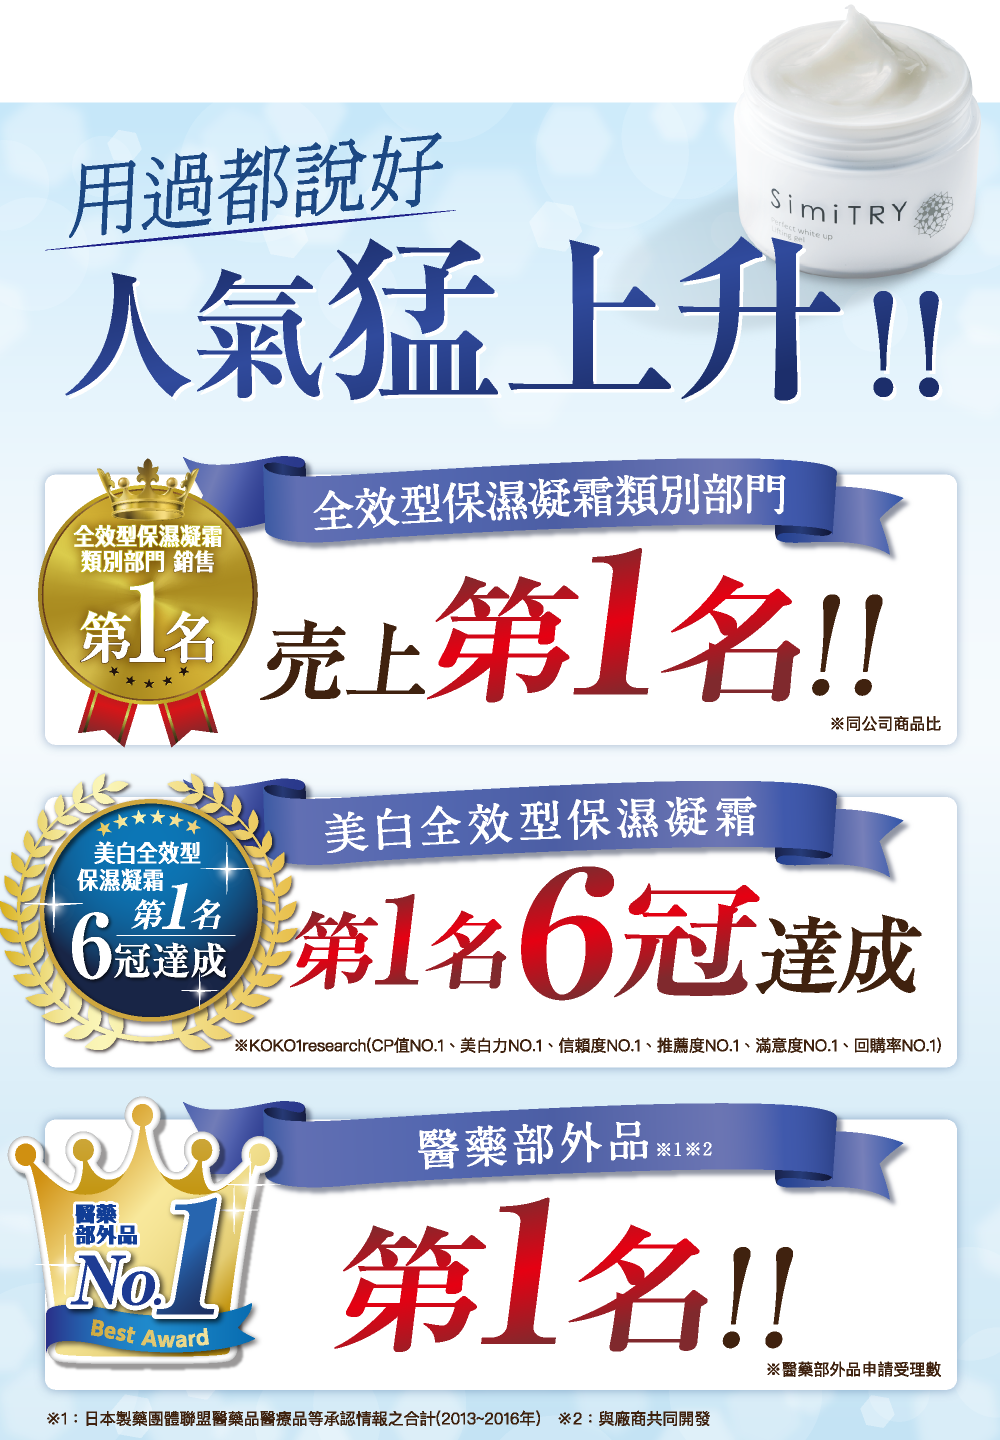 SimiTRY
Perfect white up
Lifting gel
用過都說好
人氣猛上升!!
全效型保濕凝霜類別部門
全效型保濕凝霜
類別部門 銷售
第1名
売上第1名!!
※同公司商品比
美白全效型保濕凝霜
美白全效型
保濕凝霜
第1名
6冠達成
第1名6冠達成
※KOKO1research(CP值NO.1、美白力NO.1、信賴度NO.1、推薦度NO.1、滿意度NO.1、回購率NO.1)
醫藥部外品※1※2
醫藥
部外品
No.1
Best Award
第1名!!
※醫藥部外品申請受理數
※1：日本製藥團體聯盟醫藥品醫療品等承認情報之合計(2013~2016年) ※2：與廠商共同開發